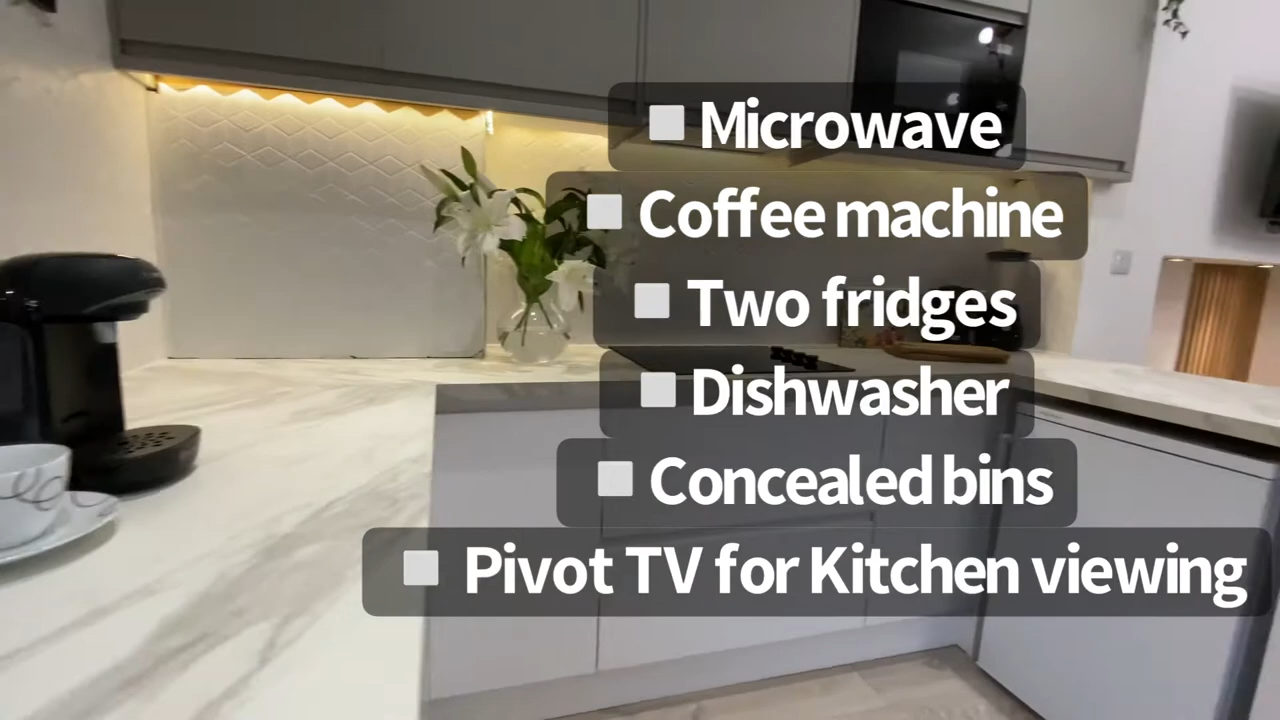 ◻️ Microwave
◻️ Coffee machine
◻️ Two fridges
◻️ Dishwasher
◻️ Concealed bins
◻️ Pivot TV for Kitchen viewing